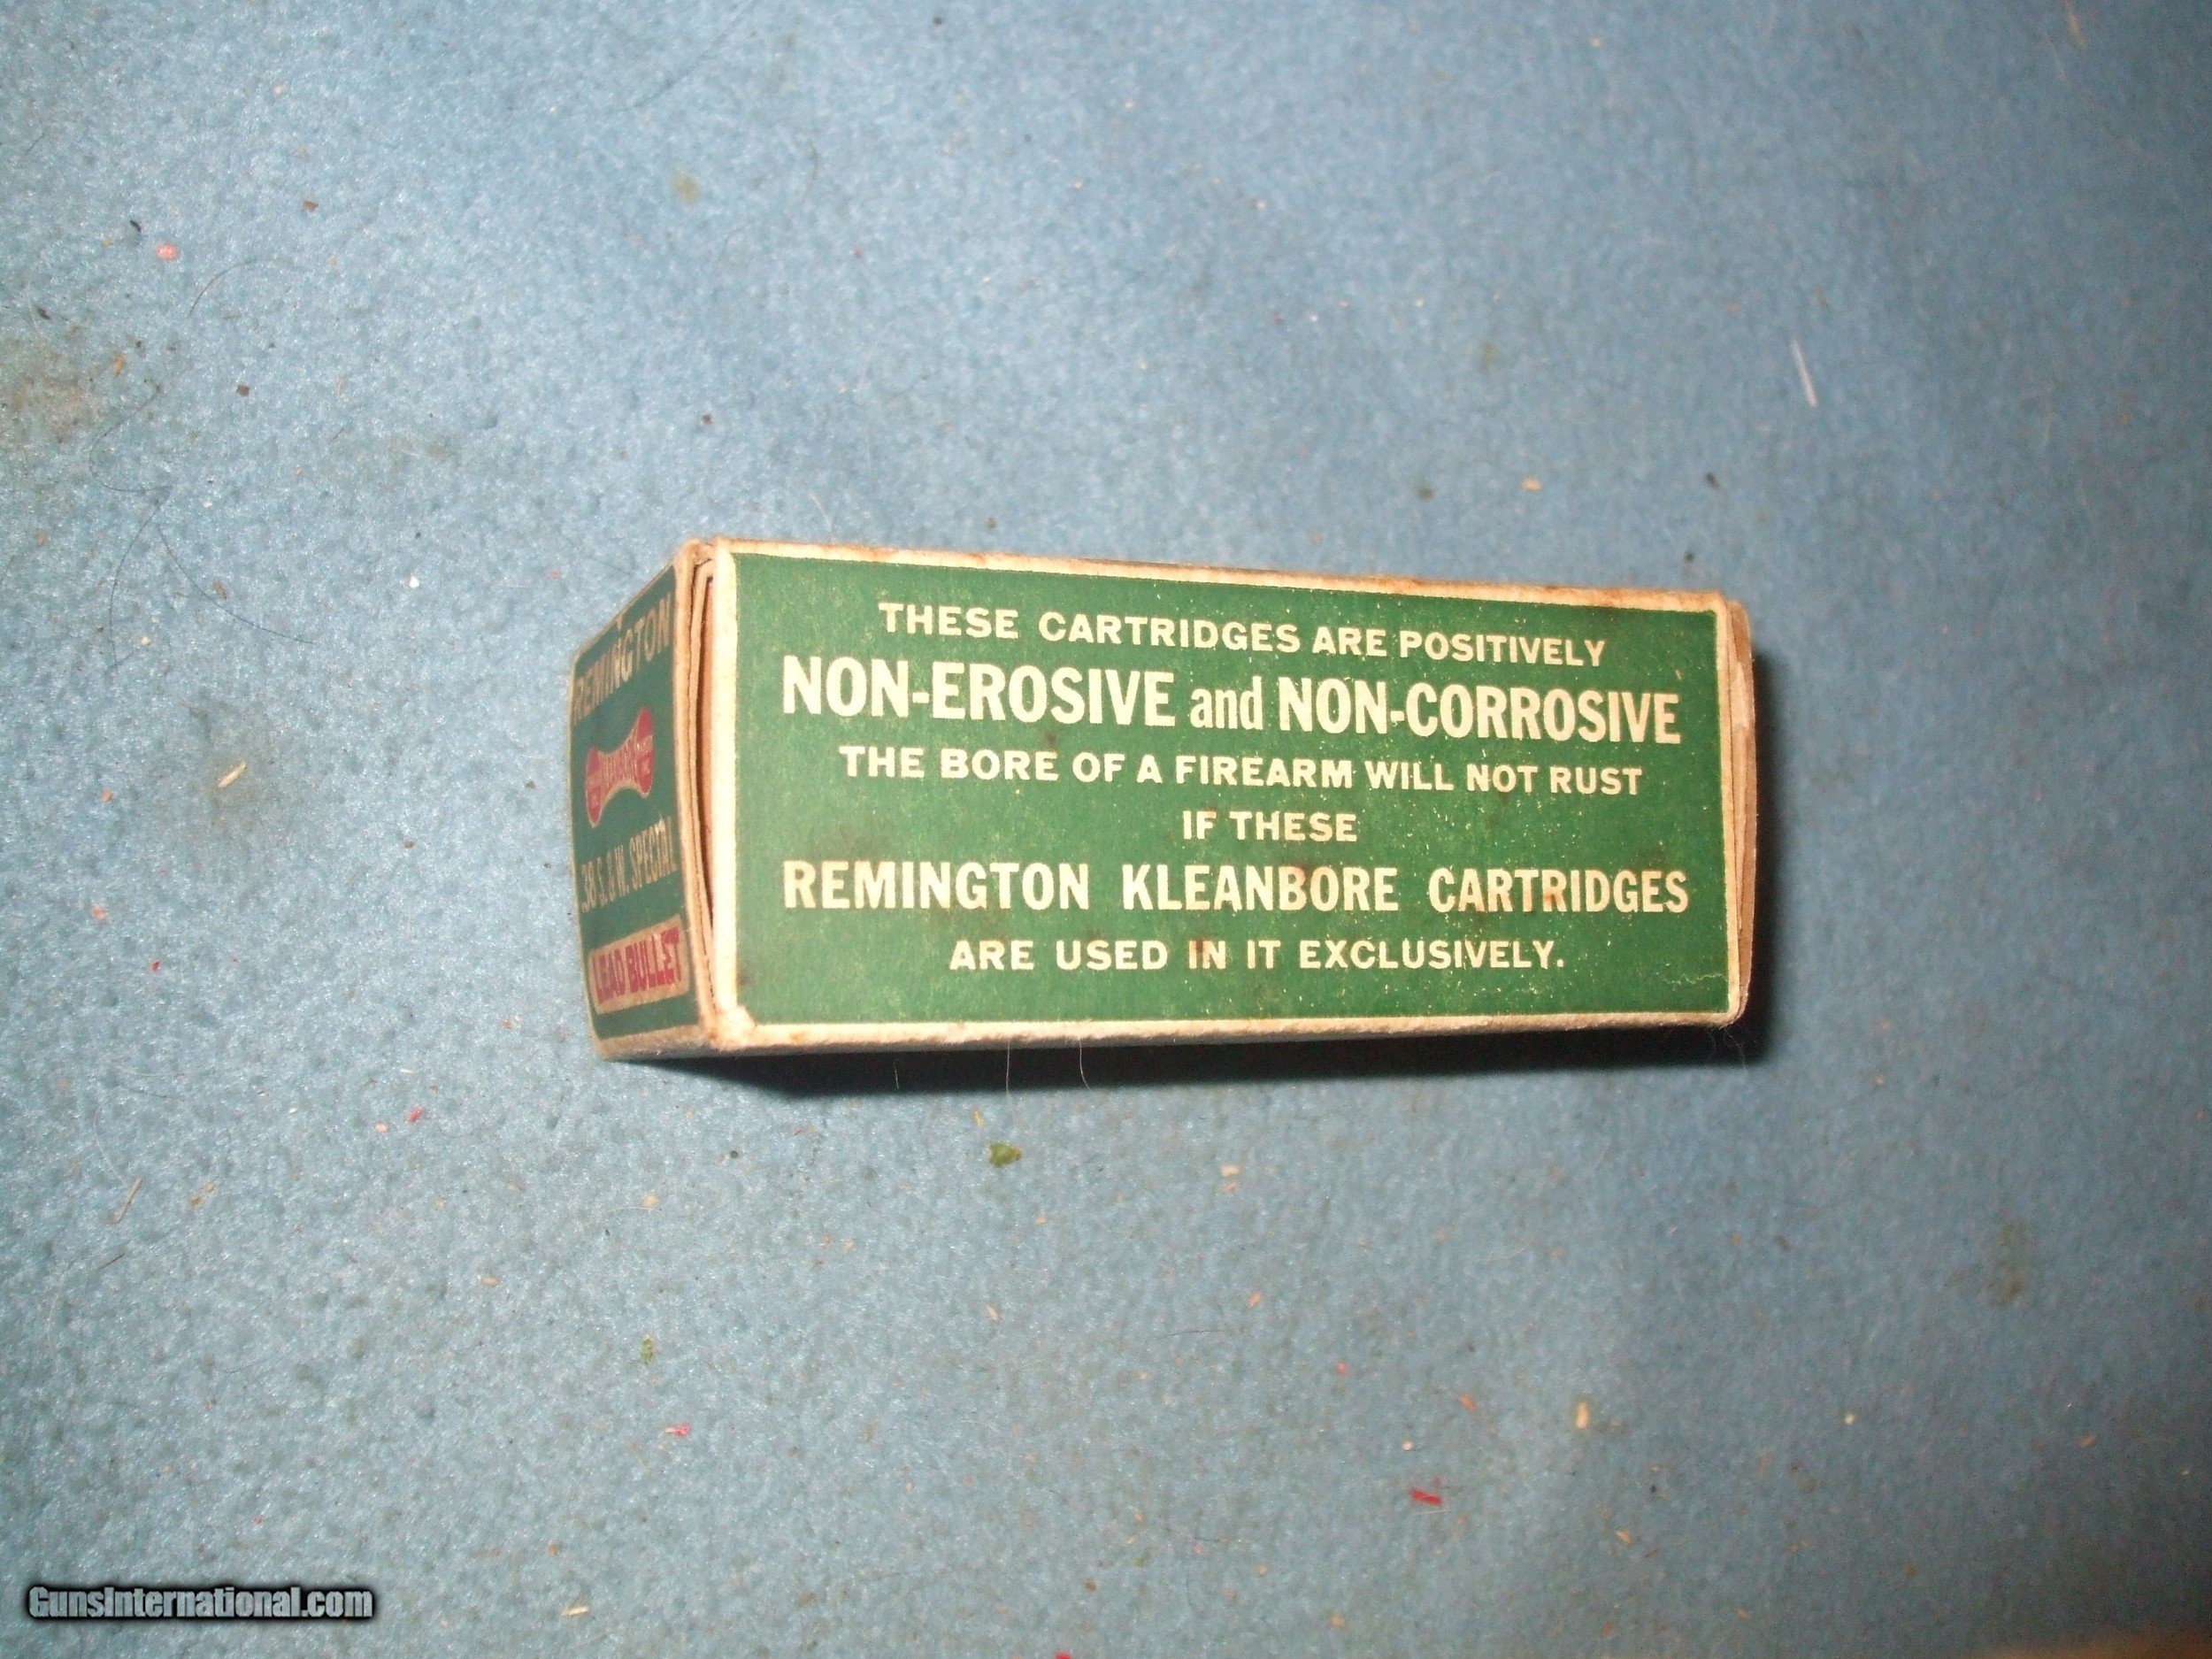 REMINGTON
.38 S. & W. SPECIAL
LEAD BULLET
THESE CARTRIDGES ARE POSITIVELY
NON-EROSIVE and NON-CORROSIVE
THE BORE OF A FIREARM WILL NOT RUST
IF THESE
REMINGTON KLEANBORE CARTRIDGES
ARE USED IN IT EXCLUSIVELY.
GunsInternational.com